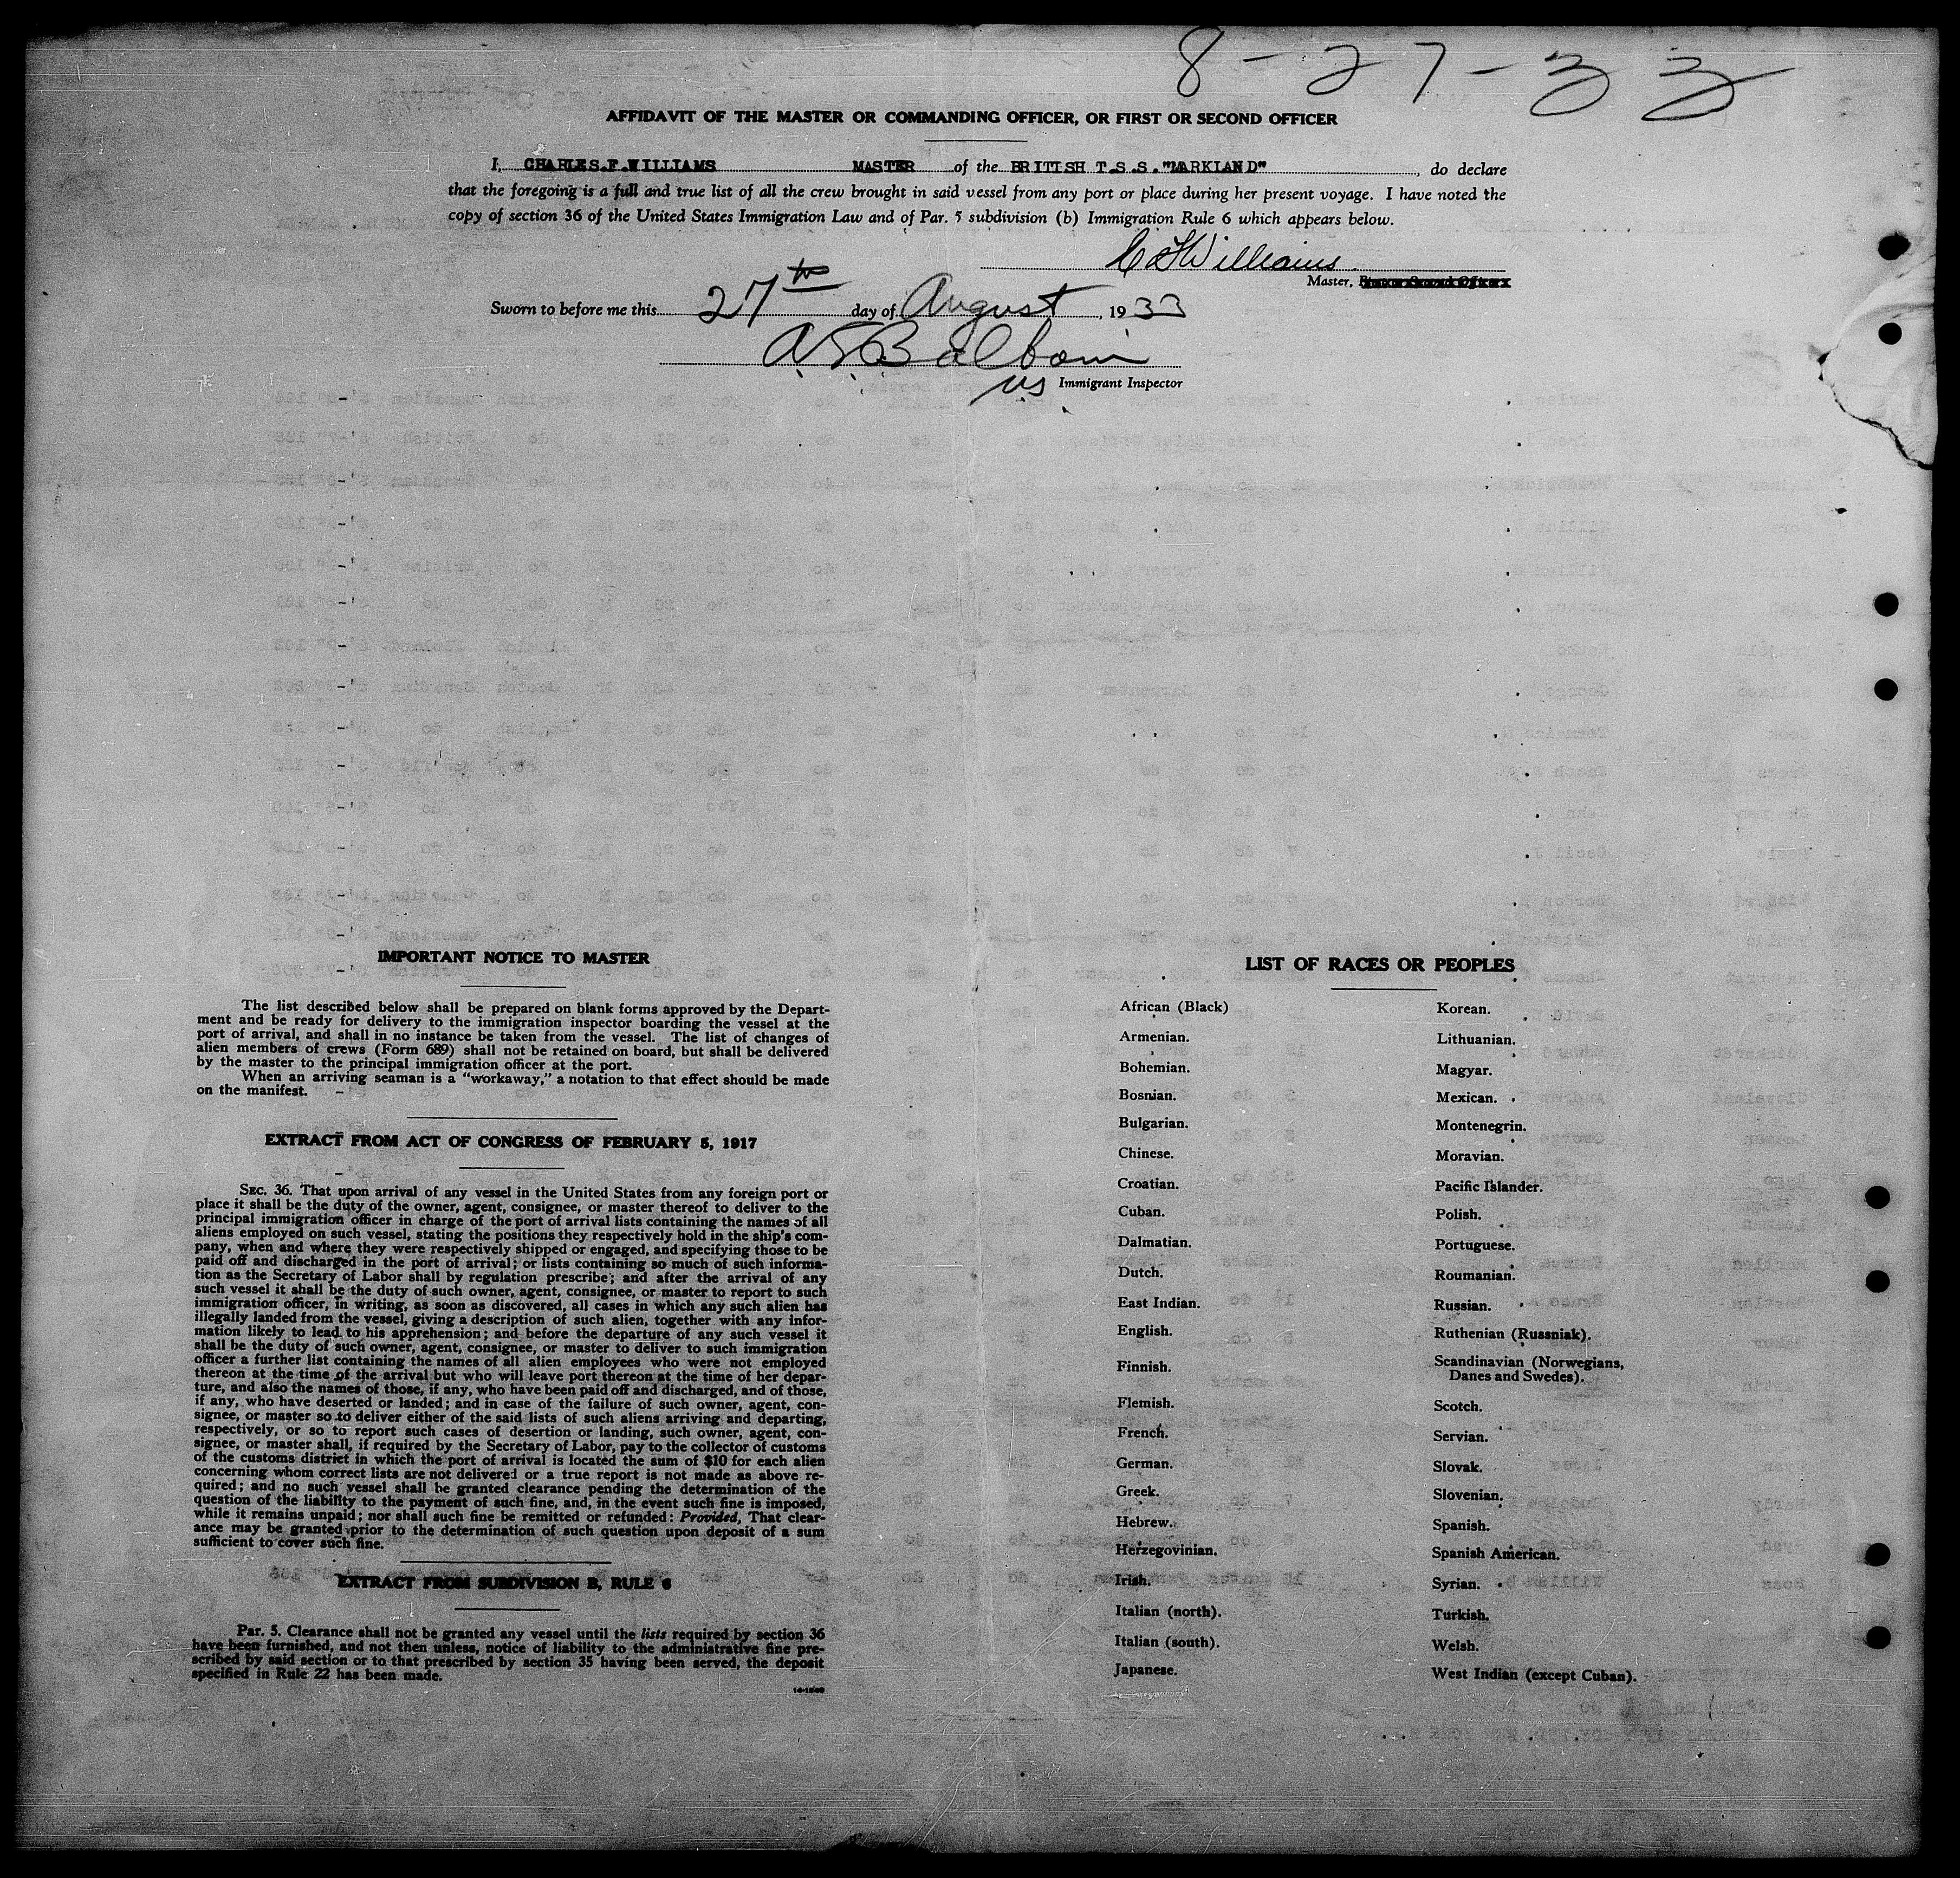 8-27-33
AFFIDAVIT OF THE MASTER OR COMMANDING OFFICER, OR FIRST OR SECOND OFFICER
I, CHARLES.F.WILLIAMS MASTER of the BRITISH T.S.S."MARKLAND", do declare
that the foregoing is a full and true list of all the crew brought in said vessel from any port or place during her present voyage. I have noted the
copy of section 36 of the United States Immigration Law and of Par. 5 subdivision (b) Immigration Rule 6 which appears below.
C F Williams
Master, First or Second Officer
Sworn to before me this 27th day of August, 1933
US Immigrant Inspector
IMPORTANT NOTICE TO MASTER
The list described below shall be prepared on blank forms approved by the Depart-
ment and be ready for delivery to the immigration inspector boarding the vessel at the
port of arrival, and shall in no instance be taken from the vessel. The list of changes of
alien members of crews (Form 689) shall not be retained on board, but shall be delivered
by the master to the principal immigration officer at the port.
When an arriving seaman is a "workaway," a notation to that effect should be made
on the manifest.
EXTRACT FROM ACT OF CONGRESS OF FEBRUARY 5, 1917
SEC. 36. That upon arrival of any vessel in the United States from any foreign port or
place it shall be the duty of the owner, agent, consignee, or master thereof to deliver to the
principal immigration officer in charge of the port of arrival lists containing the names of all
aliens employed on such vessel, stating the positions they respectively hold in the ship's com-
pany, when and where they were respectively shipped or engaged, and specifying those to be
paid off and discharged in the port of arrival; or lists containing so much of such informa-
tion as the Secretary of Labor shall by regulation prescribe; and after the arrival of any
such vessel it shall be the duty of such owner, agent, consignee, or master to report to such
immigration officer, in writing, as soon as discovered, all cases in which any such alien has
illegally landed from the vessel, giving a description of such alien, together with any infor-
mation likely to lead to his apprehension; and before the departure of any such vessel it
shall be the duty of such owner, agent, consignee, or master to deliver to such immigration
officer a further list containing the names of all alien employees who were not employed
thereon at the time of the arrival but who will leave port thereon at the time of her depar-
ture, and also the names of those, if any, who have been paid off and discharged, and of those,
if any, who have deserted or landed; and in case of the failure of such owner, agent, con-
signee, or master so to deliver either of the said lists of such aliens arriving and departing,
respectively, or so to report such cases of desertion or landing, such owner, agent, con-
signee, or master shall, if required by the Secretary of Labor, pay to the collector of customs
of the customs district in which the port of arrival is located the sum of $10 for each alien
concerning whom correct lists are not delivered or a true report is not made as above re-
quired; and no such vessel shall be granted clearance pending the determination of the
question of the liability to the payment of such fine, and, in the event such fine is imposed,
while it remains unpaid; nor shall such fine be remitted or refunded: Provided, That clear-
ance may be granted prior to the determination of such question upon deposit of a sum
sufficient to cover such fine.
EXTRACT FROM SUBDIVISION B, RULE 6
Par. 5. Clearance shall not be granted any vessel until the lists required by section 36
have been furnished, and not then unless, notice of liability to the administrative fine pre-
scribed by said section or to that prescribed by section 35 having been served, the deposit
specified in Rule 22 has been made.
LIST OF RACES OR PEOPLES
African (Black)
Armenian.
Bohemian.
Bosnian.
Bulgarian.
Chinese.
Croatian.
Cuban.
Dalmatian.
Dutch.
East Indian.
English.
Finnish.
Flemish.
French.
German.
Greek.
Hebrew.
Herzegovinian.
Irish.
Italian (north).
Italian (south).
Japanese.
Korean.
Lithuanian.
Magyar.
Mexican.
Montenegrin.
Moravian.
Pacific Islander.
Polish.
Portuguese.
Roumanian.
Russian.
Ruthenian (Russniak).
Scandinavian (Norwegians,
Danes and Swedes).
Scotch.
Servian.
Slovak.
Slovenian.
Spanish.
Spanish American.
Syrian.
Turkish.
Welsh.
West Indian (except Cuban).